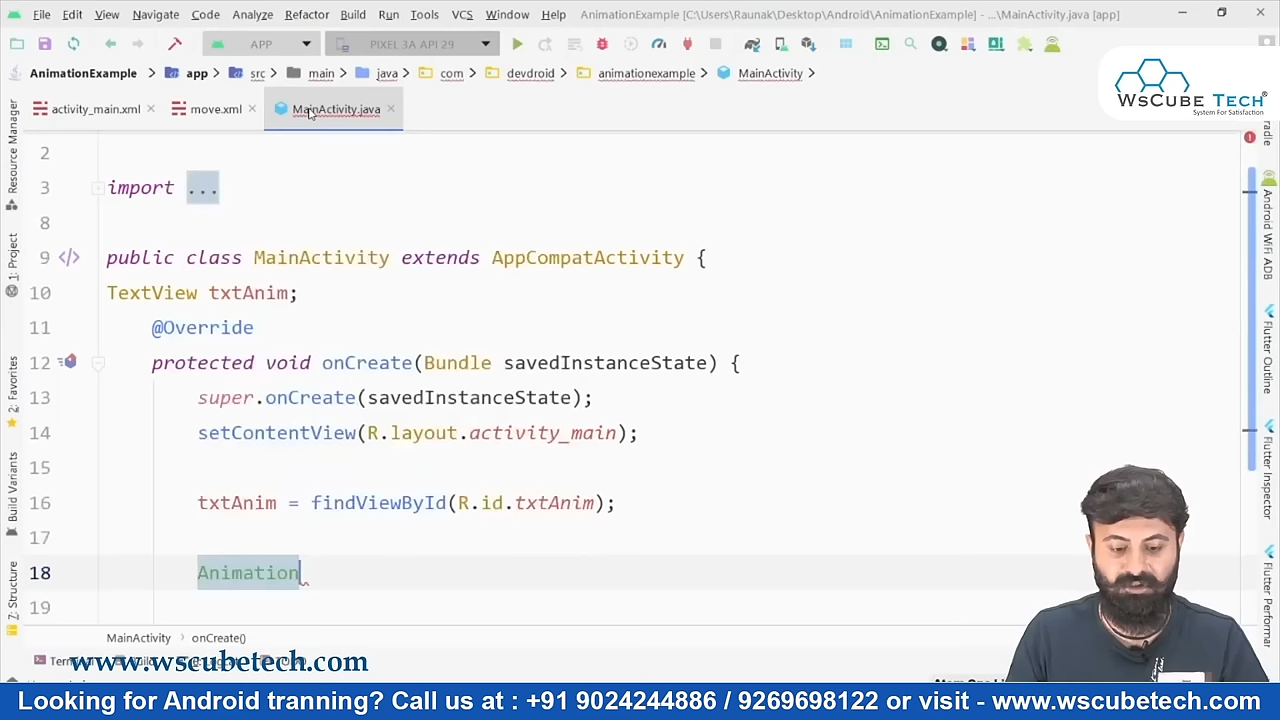 File Edit View Navigate Code Analyze Refactor Build Run Tools VCS Window Help AnimationExample [C:\Users\Raunak\Desktop\Android\AnimationExample] - ...\MainActivity.java [app]
APP PIXEL 3A API 29
AnimationExample app src main java com devdroid animationexample MainActivity
WsCube Tech
System For Satisfaction
activity_main.xml move.xml MainActivity.java
Resource Manager
1: Project
2: Favorites
Build Variants
7: Structure
2
3 import ...
8
9 public class MainActivity extends AppCompatActivity {
10 TextView txtAnim;
11 @Override
12 protected void onCreate(Bundle savedInstanceState) {
13 super.onCreate(savedInstanceState);
14 setContentView(R.layout.activity_main);
15
16 txtAnim = findViewById(R.id.txtAnim);
17
18 Animation
19
Android WiFi ADB
Flutter Outline
Flutter Inspector
Flutter Performar
MainActivity onCreate()
www.wscubetech.com
Looking for Android tranning? Call us at : +91 9024244886 / 9269698122 or visit - www.wscubetech.com